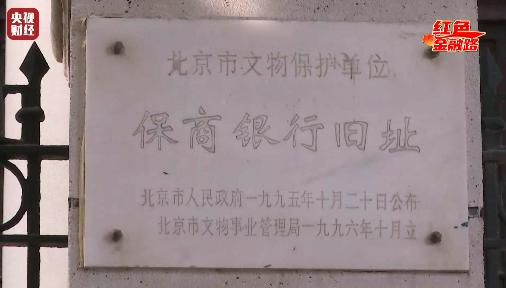 央视
财经
红色
金融路
北京市文物保护单位
保商银行旧址
北京市人民政府一九九五年十月二十日公布
北京市文物事业管理局一九九六年十月立